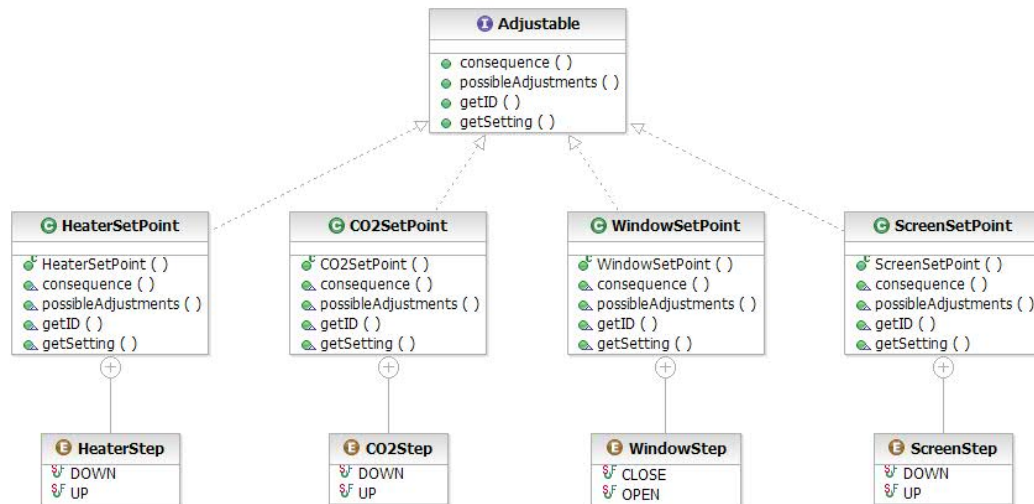 I Adjustable
consequence ( )
possibleAdjustments ( )
getID ( )
getSetting ( )
C HeaterSetPoint
C HeaterSetPoint ( )
consequence ( )
possibleAdjustments ( )
getID ( )
getSetting ( )
C CO2SetPoint
C CO2SetPoint ( )
consequence ( )
possibleAdjustments ( )
getID ( )
getSetting ( )
C WindowSetPoint
C WindowSetPoint ( )
consequence ( )
possibleAdjustments ( )
getID ( )
getSetting ( )
C ScreenSetPoint
C ScreenSetPoint ( )
consequence ( )
possibleAdjustments ( )
getID ( )
getSetting ( )
E HeaterStep
S F DOWN
S F UP
E CO2Step
S F DOWN
S F UP
E WindowStep
S F CLOSE
S F OPEN
E ScreenStep
S F DOWN
S F UP